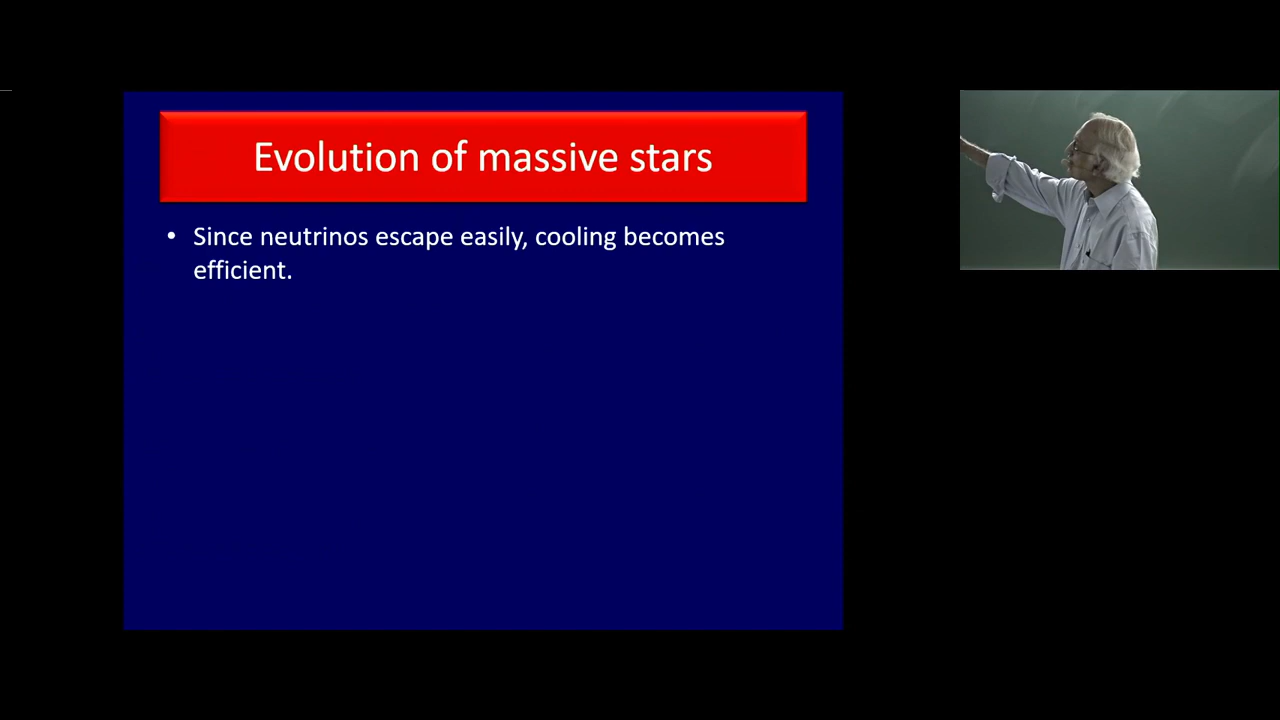 Evolution of massive stars
• Since neutrinos escape easily, cooling becomes
efficient.